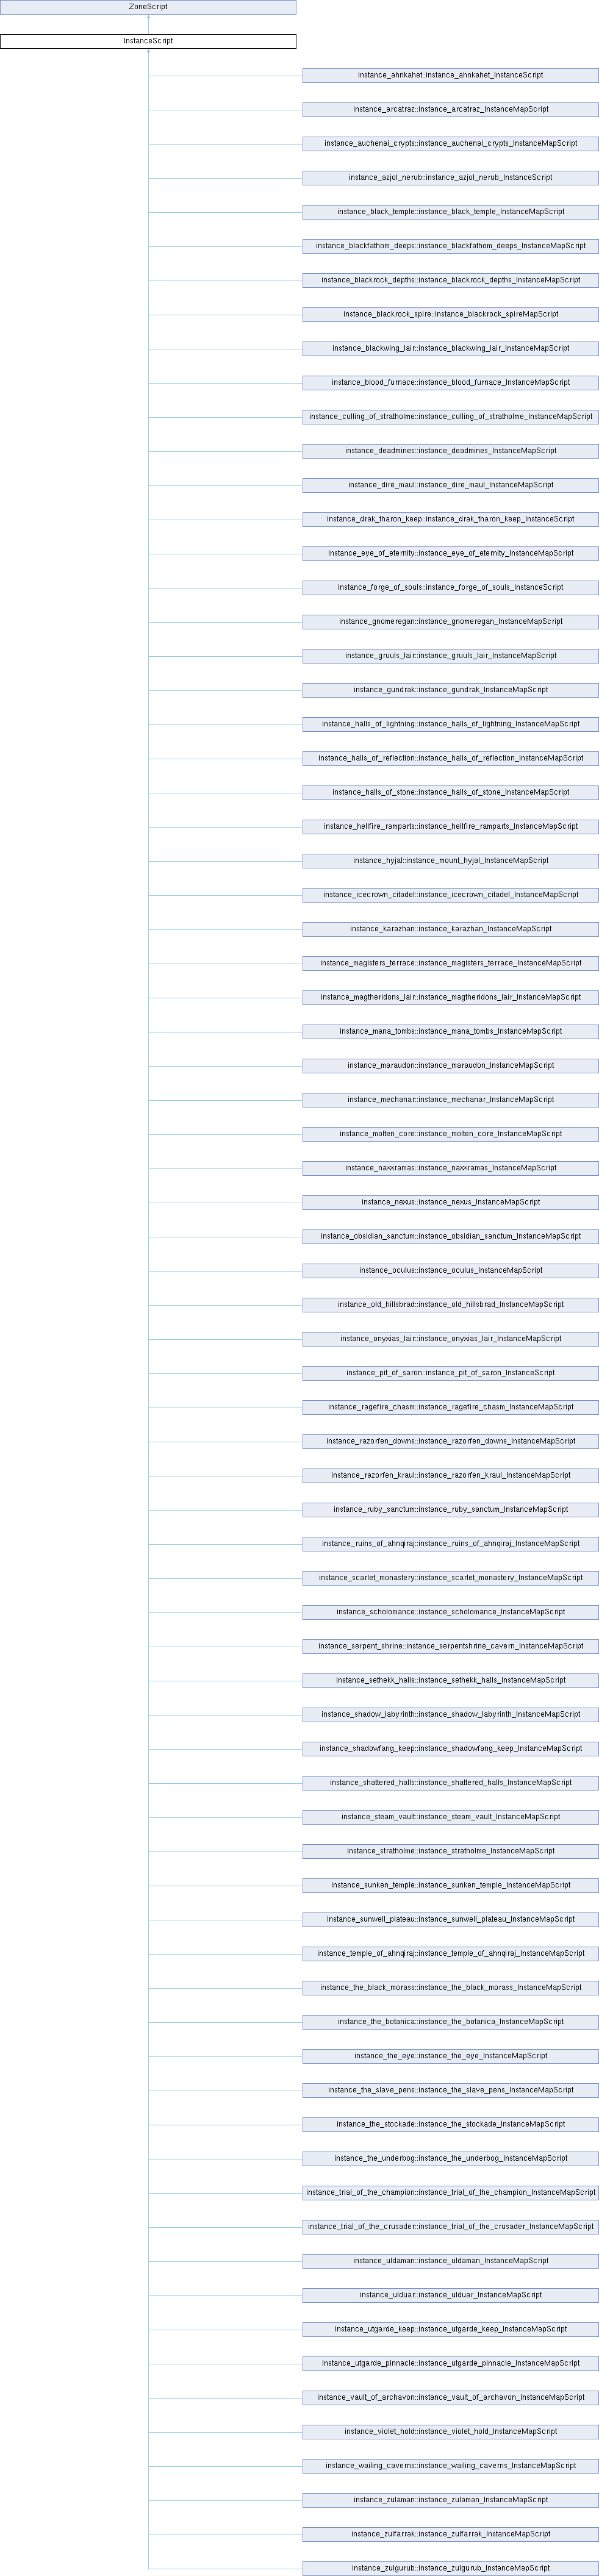 ZoneScript
InstanceScript
instance_ahnkahet::instance_ahnkahet_InstanceScript
instance_arcatraz::instance_arcatraz_InstanceMapScript
instance_auchenai_crypts::instance_auchenai_crypts_InstanceMapScript
instance_azjol_nerub::instance_azjol_nerub_InstanceScript
instance_black_temple::instance_black_temple_InstanceMapScript
instance_blackfathom_deeps::instance_blackfathom_deeps_InstanceMapScript
instance_blackrock_depths::instance_blackrock_depths_InstanceMapScript
instance_blackrock_spire::instance_blackrock_spireMapScript
instance_blackwing_lair::instance_blackwing_lair_InstanceMapScript
instance_blood_furnace::instance_blood_furnace_InstanceMapScript
instance_culling_of_stratholme::instance_culling_of_stratholme_InstanceMapScript
instance_deadmines::instance_deadmines_InstanceMapScript
instance_dire_maul::instance_dire_maul_InstanceMapScript
instance_drak_tharon_keep::instance_drak_tharon_keep_InstanceScript
instance_eye_of_eternity::instance_eye_of_eternity_InstanceMapScript
instance_forge_of_souls::instance_forge_of_souls_InstanceScript
instance_gnomeregan::instance_gnomeregan_InstanceMapScript
instance_gruuls_lair::instance_gruuls_lair_InstanceMapScript
instance_gundrak::instance_gundrak_InstanceMapScript
instance_halls_of_lightning::instance_halls_of_lightning_InstanceMapScript
instance_halls_of_reflection::instance_halls_of_reflection_InstanceMapScript
instance_halls_of_stone::instance_halls_of_stone_InstanceMapScript
instance_hellfire_ramparts::instance_hellfire_ramparts_InstanceMapScript
instance_hyjal::instance_mount_hyjal_InstanceMapScript
instance_icecrown_citadel::instance_icecrown_citadel_InstanceMapScript
instance_karazhan::instance_karazhan_InstanceMapScript
instance_magisters_terrace::instance_magisters_terrace_InstanceMapScript
instance_magtheridons_lair::instance_magtheridons_lair_InstanceMapScript
instance_mana_tombs::instance_mana_tombs_InstanceMapScript
instance_maraudon::instance_maraudon_InstanceMapScript
instance_mechanar::instance_mechanar_InstanceMapScript
instance_molten_core::instance_molten_core_InstanceMapScript
instance_naxxramas::instance_naxxramas_InstanceMapScript
instance_nexus::instance_nexus_InstanceMapScript
instance_obsidian_sanctum::instance_obsidian_sanctum_InstanceMapScript
instance_oculus::instance_oculus_InstanceMapScript
instance_old_hillsbrad::instance_old_hillsbrad_InstanceMapScript
instance_onyxias_lair::instance_onyxias_lair_InstanceMapScript
instance_pit_of_saron::instance_pit_of_saron_InstanceScript
instance_ragefire_chasm::instance_ragefire_chasm_InstanceMapScript
instance_razorfen_downs::instance_razorfen_downs_InstanceMapScript
instance_razorfen_kraul::instance_razorfen_kraul_InstanceMapScript
instance_ruby_sanctum::instance_ruby_sanctum_InstanceMapScript
instance_ruins_of_ahnqiraj::instance_ruins_of_ahnqiraj_InstanceMapScript
instance_scarlet_monastery::instance_scarlet_monastery_InstanceMapScript
instance_scholomance::instance_scholomance_InstanceMapScript
instance_serpent_shrine::instance_serpentshrine_cavern_InstanceMapScript
instance_sethekk_halls::instance_sethekk_halls_InstanceMapScript
instance_shadow_labyrinth::instance_shadow_labyrinth_InstanceMapScript
instance_shadowfang_keep::instance_shadowfang_keep_InstanceMapScript
instance_shattered_halls::instance_shattered_halls_InstanceMapScript
instance_steam_vault::instance_steam_vault_InstanceMapScript
instance_stratholme::instance_stratholme_InstanceMapScript
instance_sunken_temple::instance_sunken_temple_InstanceMapScript
instance_sunwell_plateau::instance_sunwell_plateau_InstanceMapScript
instance_temple_of_ahnqiraj::instance_temple_of_ahnqiraj_InstanceMapScript
instance_the_black_morass::instance_the_black_morass_InstanceMapScript
instance_the_botanica::instance_the_botanica_InstanceMapScript
instance_the_eye::instance_the_eye_InstanceMapScript
instance_the_slave_pens::instance_the_slave_pens_InstanceMapScript
instance_the_stockade::instance_the_stockade_InstanceMapScript
instance_the_underbog::instance_the_underbog_InstanceMapScript
instance_trial_of_the_champion::instance_trial_of_the_champion_InstanceMapScript
instance_trial_of_the_crusader::instance_trial_of_the_crusader_InstanceMapScript
instance_uldaman::instance_uldaman_InstanceMapScript
instance_ulduar::instance_ulduar_InstanceMapScript
instance_utgarde_keep::instance_utgarde_keep_InstanceMapScript
instance_utgarde_pinnacle::instance_utgarde_pinnacle_InstanceMapScript
instance_vault_of_archavon::instance_vault_of_archavon_InstanceMapScript
instance_violet_hold::instance_violet_hold_InstanceMapScript
instance_wailing_caverns::instance_wailing_caverns_InstanceMapScript
instance_zulaman::instance_zulaman_InstanceMapScript
instance_zulfarrak::instance_zulfarrak_InstanceMapScript
instance_zulgurub::instance_zulgurub_InstanceMapScript